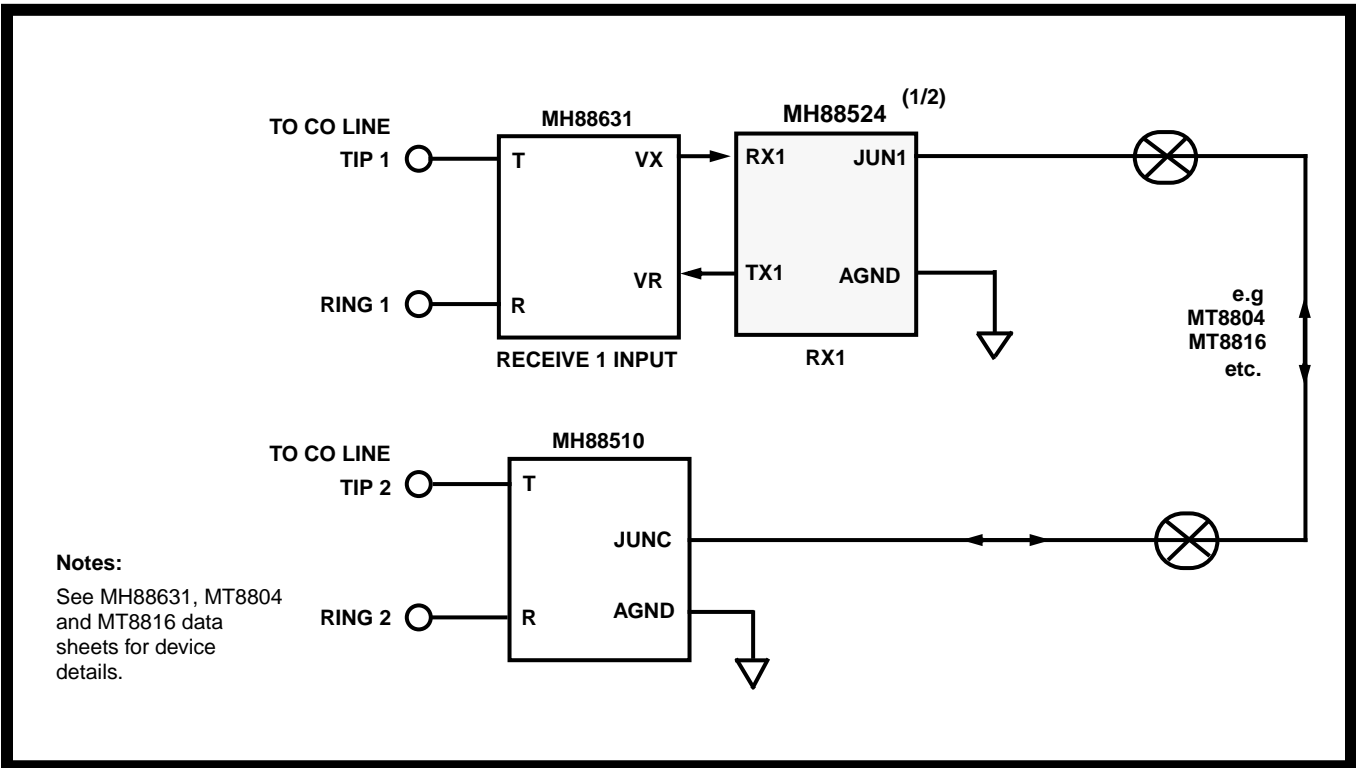 (1/2)
MH88631
MH88524
TO CO LINE
TIP 1
T
VX
RX1
JUN1
VR
TX1
AGND
RING 1
R
RECEIVE 1 INPUT
RX1
e.g
MT8804
MT8816
etc.
MH88510
TO CO LINE
TIP 2
T
JUNC
RING 2
R
AGND
Notes:
See MH88631, MT8804
and MT8816 data
sheets for device
details.